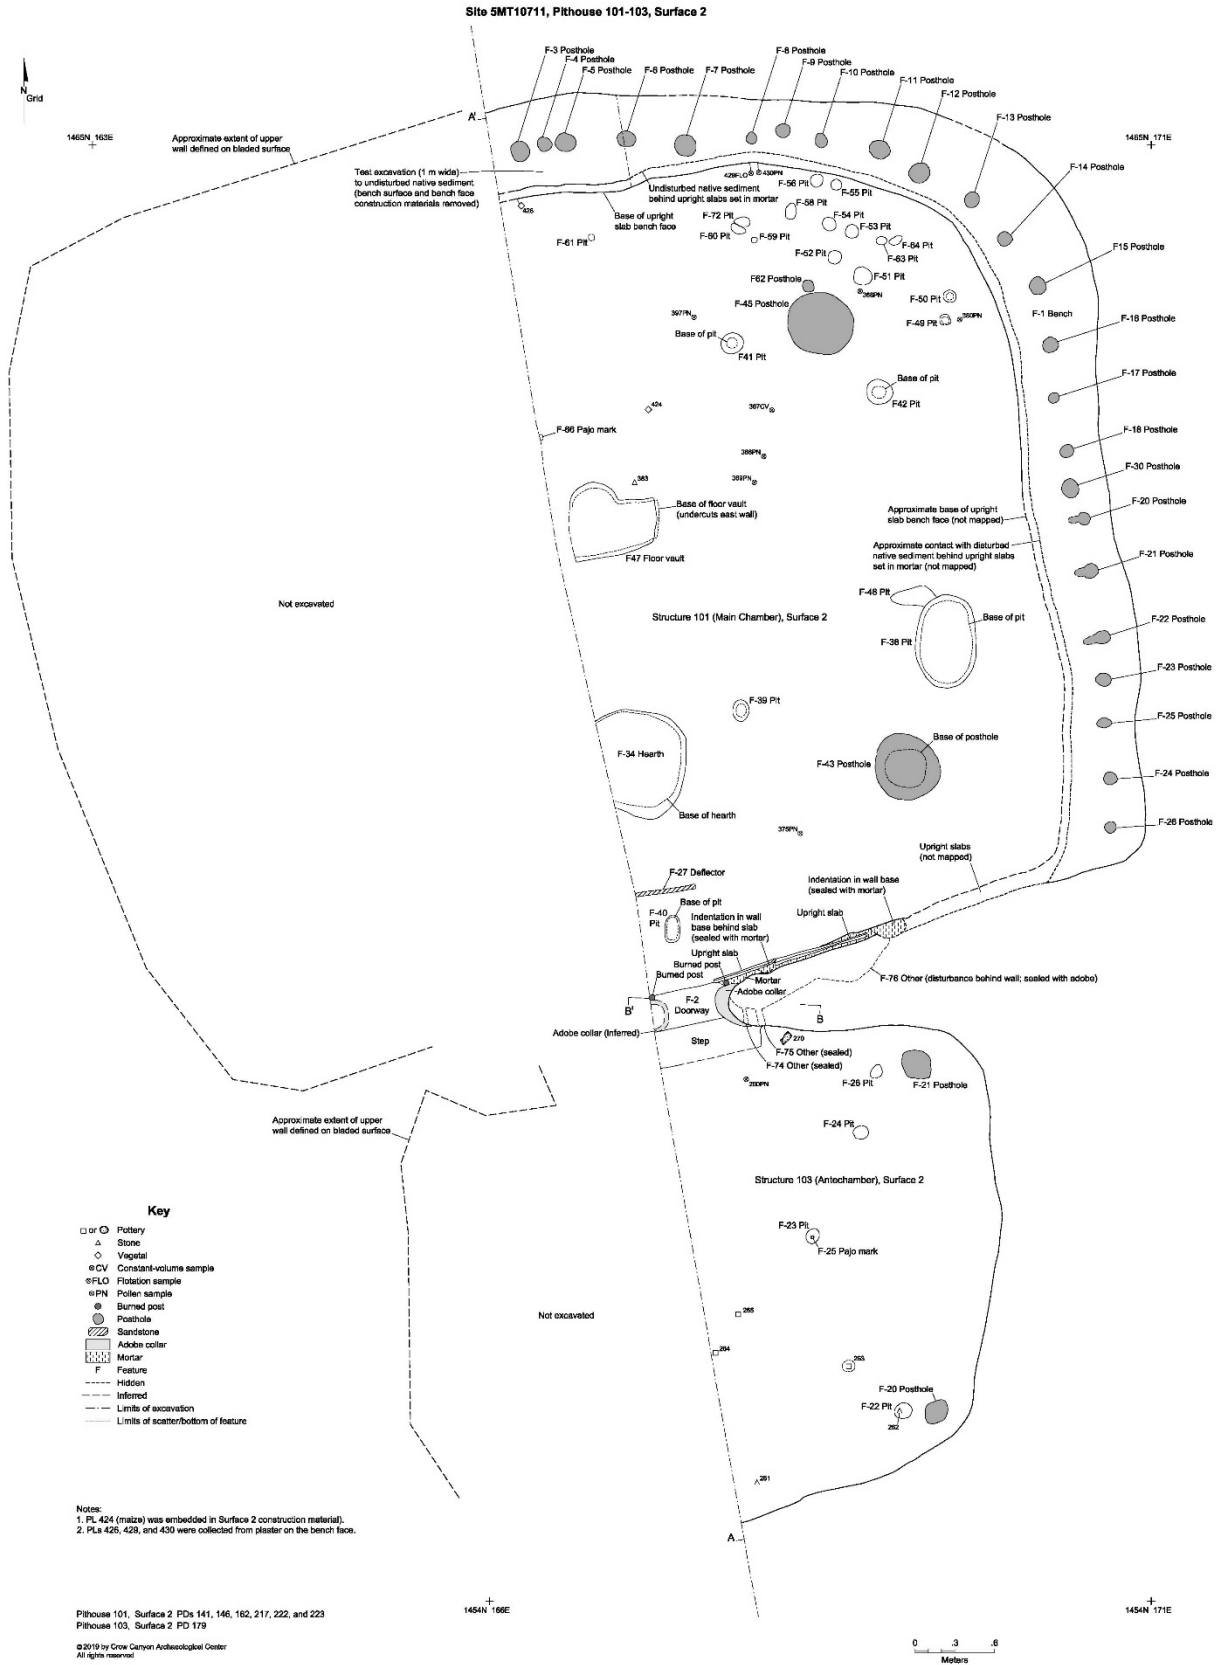 Site 5MT10711, Pithouse 101-103, Surface 2
N
Grid
1465N 163E
1465N 171E
Approximate extent of upper
wall defined on bladed surface
A'
F-3 Posthole
F-4 Posthole
F-5 Posthole
F-6 Posthole
F-7 Posthole
F-8 Posthole
F-9 Posthole
F-10 Posthole
F-11 Posthole
F-12 Posthole
F-13 Posthole
F-14 Posthole
F15 Posthole
F-1 Bench
F-16 Posthole
F-17 Posthole
F-18 Posthole
F-30 Posthole
F-20 Posthole
F-21 Posthole
F-22 Posthole
F-23 Posthole
F-25 Posthole
F-24 Posthole
F-26 Posthole
Test excavation (1 m wide)
to undisturbed native sediment
(bench surface and bench face
construction materials removed)
426
Undisturbed native sediment
behind upright slabs set in mortar
Base of upright
slab bench face
429FLO
430PN
F-56 Pit
F-55 Pit
F-58 Pit
F-72 Pit
F-60 Pit
F-59 Pit
F-54 Pit
F-53 Pit
F-64 Pit
F-63 Pit
F-61 Pit
F-52 Pit
F-51 Pit
F62 Posthole
F-45 Posthole
F-50 Pit
F-49 Pit
397PN
Base of pit
F41 Pit
Base of pit
F42 Pit
424
367CV
F-66 Pajo mark
383
Base of floor vault
(undercuts east wall)
F47 Floor vault
Approximate base of upright
slab bench face (not mapped)
Approximate contact with disturbed
native sediment behind upright slabs
set in mortar (not mapped)
Not excavated
Structure 101 (Main Chamber), Surface 2
F-48 Pit
Base of pit
F-38 Pit
F-39 Pit
F-34 Hearth
Base of hearth
Base of posthole
F-43 Posthole
375PN
Upright slabs
(not mapped)
Indentation in wall base
(sealed with mortar)
Upright slab
F-27 Deflector
Base of pit
F-40
Pit
Indentation in wall
base behind slab
(sealed with mortar)
Upright slab
Burned post
Burned post
Mortar
Adobe collar
F-76 Other (disturbance behind wall; sealed with adobe)
B'
F-2
Doorway
B
Adobe collar (Inferred)
Step
270
F-75 Other (sealed)
F-74 Other (sealed)
280PN
F-26 Pit
F-21 Posthole
F-24 Pit
Approximate extent of upper
wall defined on bladed surface
Structure 103 (Antechamber), Surface 2
F-23 Pit
F-25 Pajo mark
Not excavated
265
264
263
F-20 Posthole
F-22 Pit
262
261
A
Key
or Pottery
Stone
Vegetal
CV Constant-volume sample
FLO Flotation sample
PN Pollen sample
Burned post
Posthole
Sandstone
Adobe collar
Mortar
F Feature
Hidden
Inferred
Limits of excavation
Limits of scatter/bottom of feature
Notes:
1. PL 424 (maize) was embedded in Surface 2 construction material).
2. PLs 426, 429, and 430 were collected from plaster on the bench face.
Pithouse 101, Surface 2 PDs 141, 146, 162, 217, 222, and 223
Pithouse 103, Surface 2 PD 179
©2019 by Crow Canyon Archaeological Center
All rights reserved
1454N 166E
1454N 171E
0 .3 .6
Meters